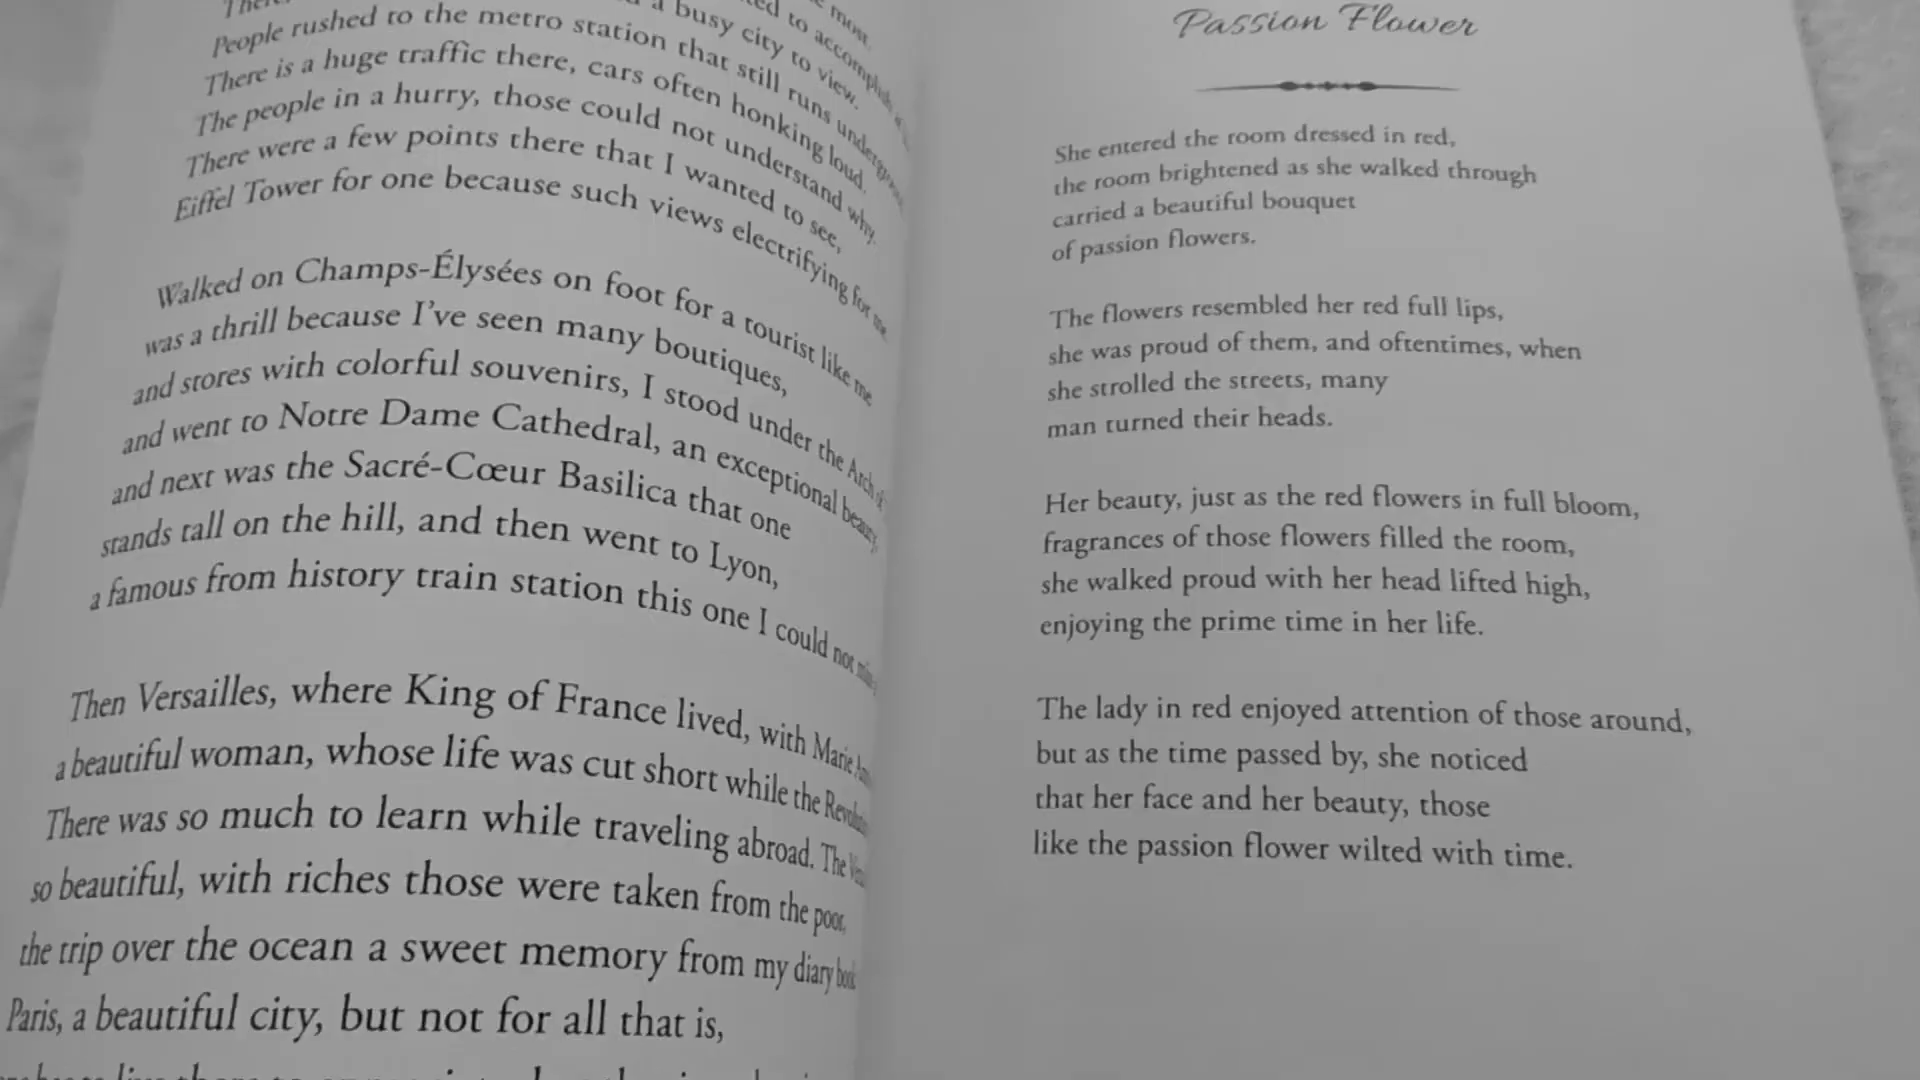 People rushed to the metro station that still runs
a busy city to view.
There is a huge traffic there, cars often honking loud.
The people in a hurry, those could not understand why.
There were a few points there that I wanted to see,
Eiffel Tower for one because such views electrifying for me
Walked on Champs-Élysées on foot for a tourist like me
was a thrill because I've seen many boutiques,
and stores with colorful souvenirs, I stood under the Arch of
and went to Notre Dame Cathedral, an exceptional beauty,
and next was the Sacré-Cœur Basilica that one
stands tall on the hill, and then went to Lyon,
a famous from history train station this one I could not
Then Versailles, where King of France lived, with Marie
a beautiful woman, whose life was cut short while the
There was so much to learn while traveling abroad. The
so beautiful, with riches those were taken from the poor,
the trip over the ocean a sweet memory from my diary book
Paris, a beautiful city, but not for all that is,
Passion Flower
She entered the room dressed in red,
the room brightened as she walked through
carried a beautiful bouquet
of passion flowers.
The flowers resembled her red full lips,
she was proud of them, and oftentimes, when
she strolled the streets, many
man turned their heads.
Her beauty, just as the red flowers in full bloom,
fragrances of those flowers filled the room,
she walked proud with her head lifted high,
enjoying the prime time in her life.
The lady in red enjoyed attention of those around,
but as the time passed by, she noticed
that her face and her beauty, those
like the passion flower wilted with time.